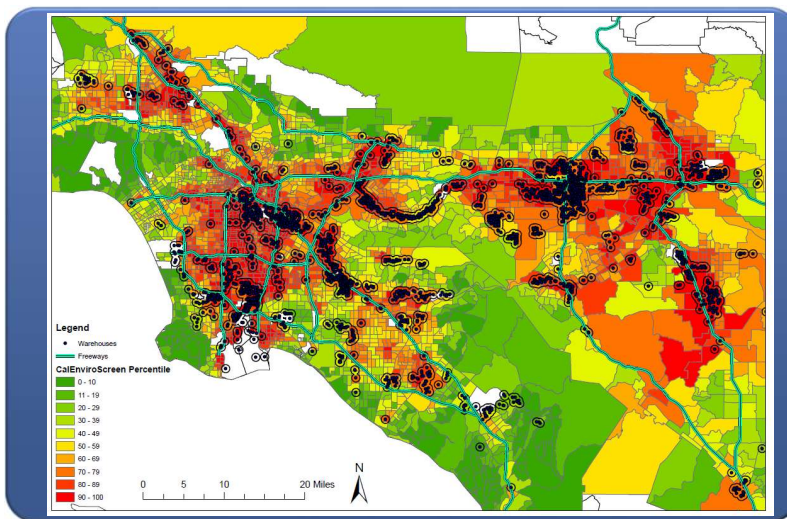 Legend
Warehouses
Freeways
CalEnviroScreen Percentile
0 - 10
11 - 19
20 - 29
30 - 39
40 - 49
50 - 59
60 - 69
70 - 79
80 - 89
90 - 100
0 5 10 20 Miles
N